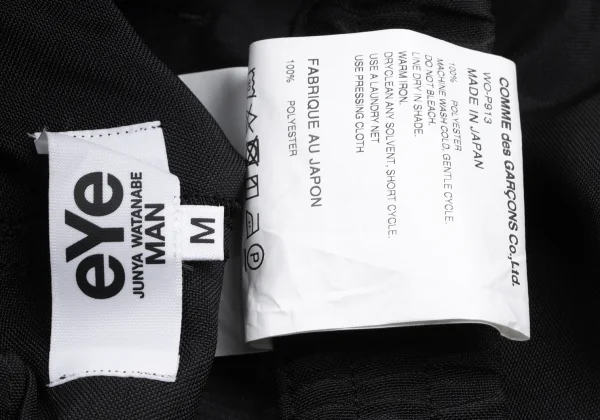 eYe
JUNYA WATANABE
MAN
M
COMME des GARÇONS Co.,Ltd.
WO-P913
MADE IN JAPAN
100% POLYESTER
MACHINE WASH COLD, GENTLE CYCLE.
DO NOT BLEACH.
LINE DRY IN SHADE.
WARM IRON.
DRYCLEAN ANY SOLVENT, SHORT CYCLE.
USE A LAUNDRY NET
USE PRESSING CLOTH
FABRIQUE AU JAPON
100% POLYESTER
P